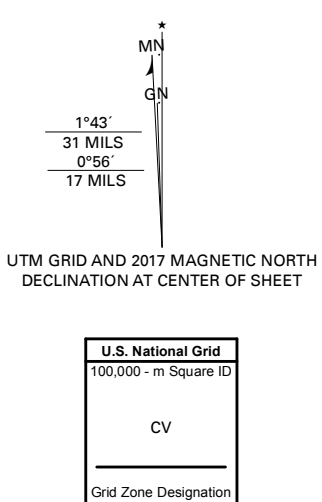 ★
MN
GN
1°43´
31 MILS
0°56´
17 MILS
UTM GRID AND 2017 MAGNETIC NORTH
DECLINATION AT CENTER OF SHEET
U.S. National Grid
100,000 - m Square ID
CV
Grid Zone Designation